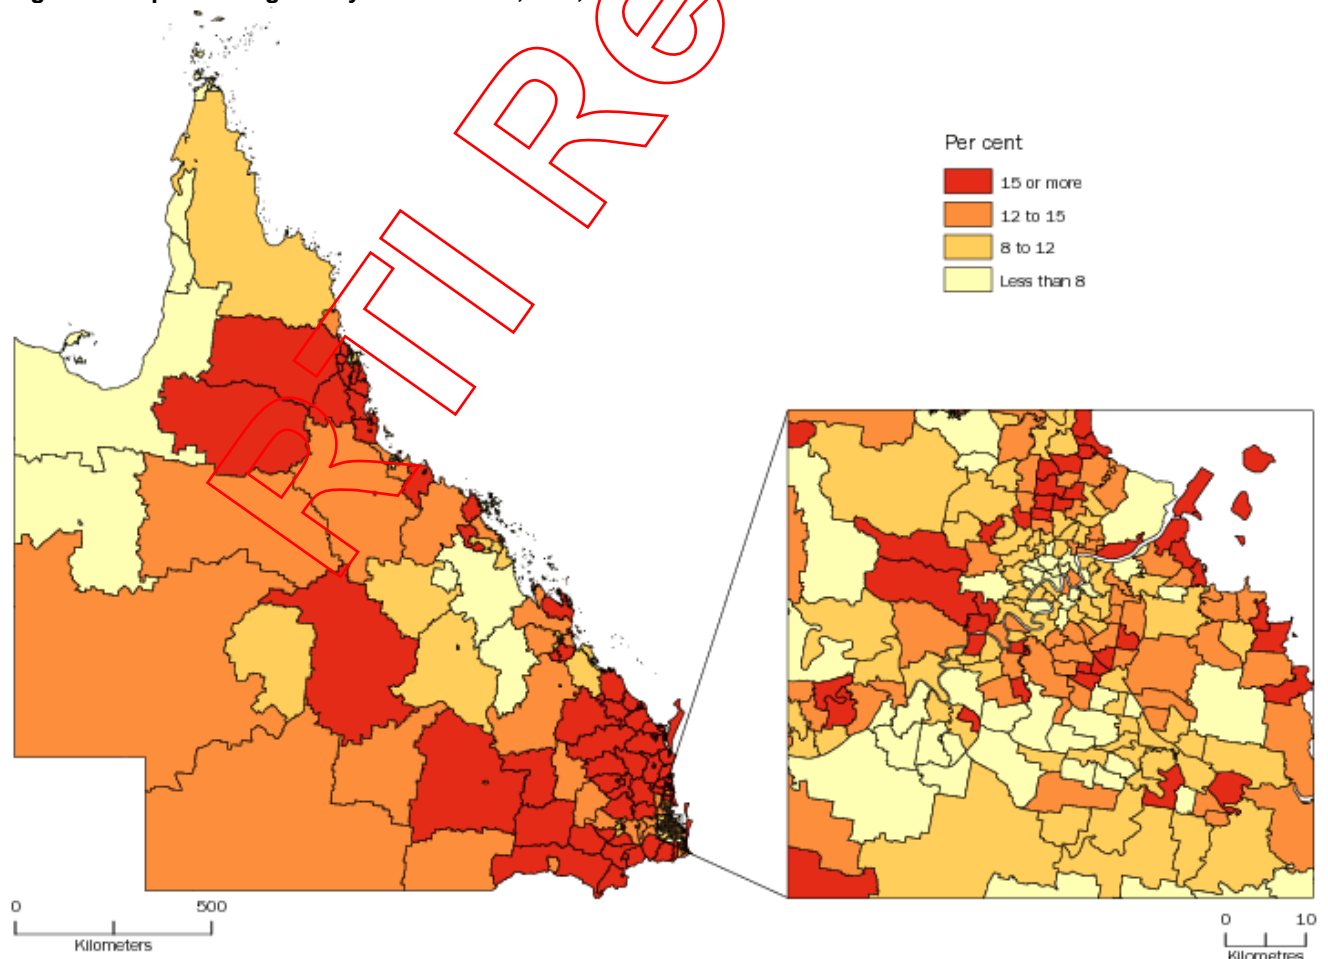 RTI Re
Per cent
15 or more
12 to 15
8 to 12
Less than 8
0 500
Kilometers
0 10
Kilometres